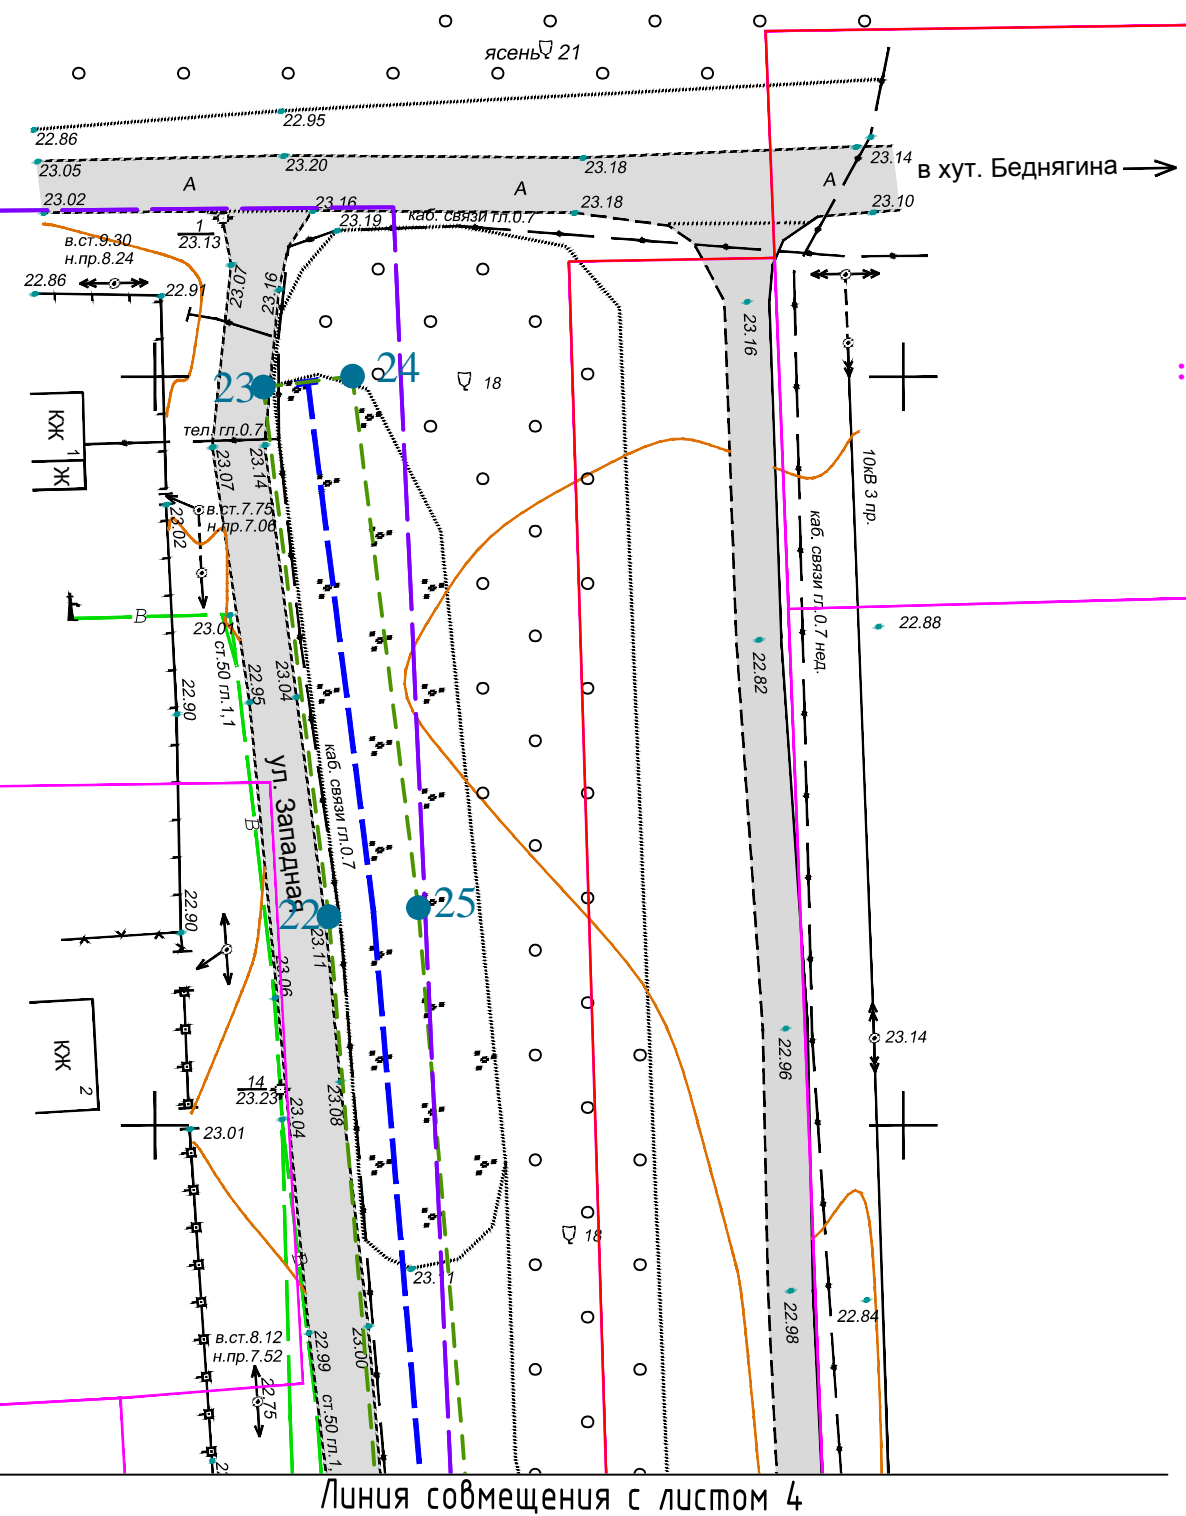 ясень 21
22.95
22.86
23.05
23.20
23.18
23.14
в хут. Беднягина
А
А
А
23.02
23.16
23.18
23.10
1
23.13
23.19
каб. связи гл.0.7
в.ст.9.30
н.пр.8.24
22.86
22.91
23.07
23.16
23.16
23
24
18
КЖ
1
Ж
тел. гл.0.7
23.07
23.14
10кВ 3 пр.
в.ст.7.75
н.пр.7.06
23.02
каб. связи гл.0.7 нед.
В
23.01
ст.50 гл.1,1
22.88
22.82
22.90
22.95
23.04
ул. Западная
каб. связи гл.0.7
В
22.90
22
25
23.11
23.06
КЖ
2
14
23.23
23.04
23.08
22.96
23.14
23.01
18
В
23.11
22.84
22.98
в.ст.8.12
н.пр.7.52
22.99
23.00
22.75
ст.50 гл.1,
Линия совмещения с листом 4